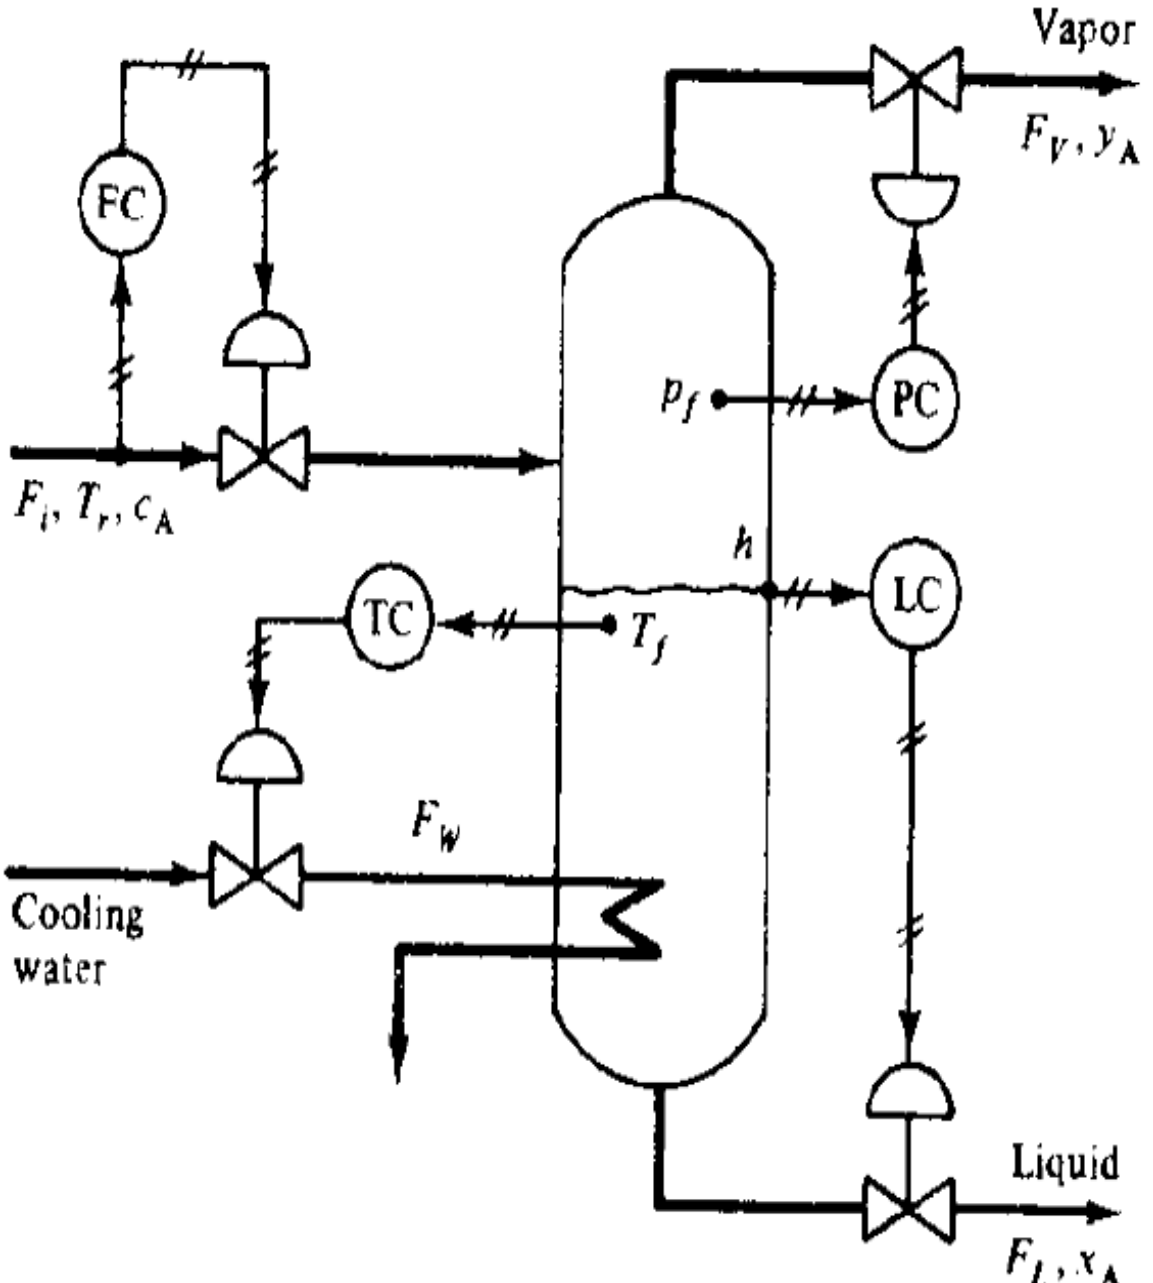 Vapor
F_V, y_A
FC
p_f
PC
F_i, T_r, c_A
h
LC
TC
T_f
F_W
Cooling
water
Liquid
F_L, x_A